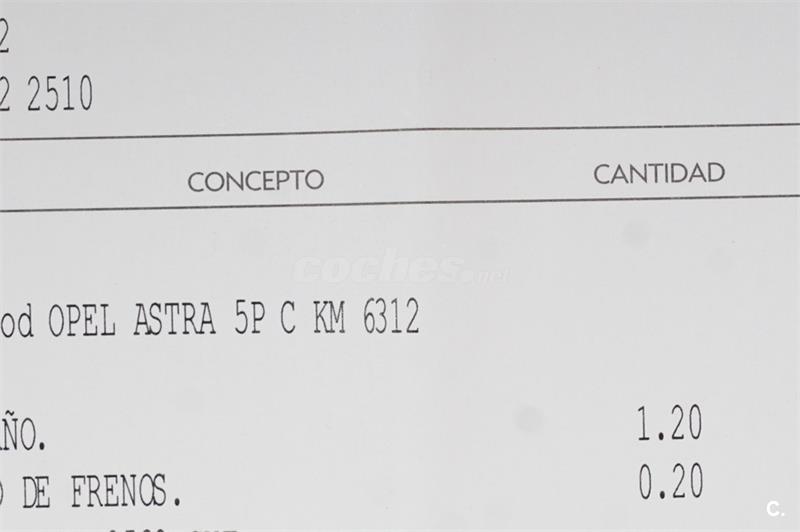 2
2 2510
CONCEPTO CANTIDAD
coches.net
od OPEL ASTRA 5P C KM 6312
AÑO. 1.20
O DE FRENOS. 0.20
C.